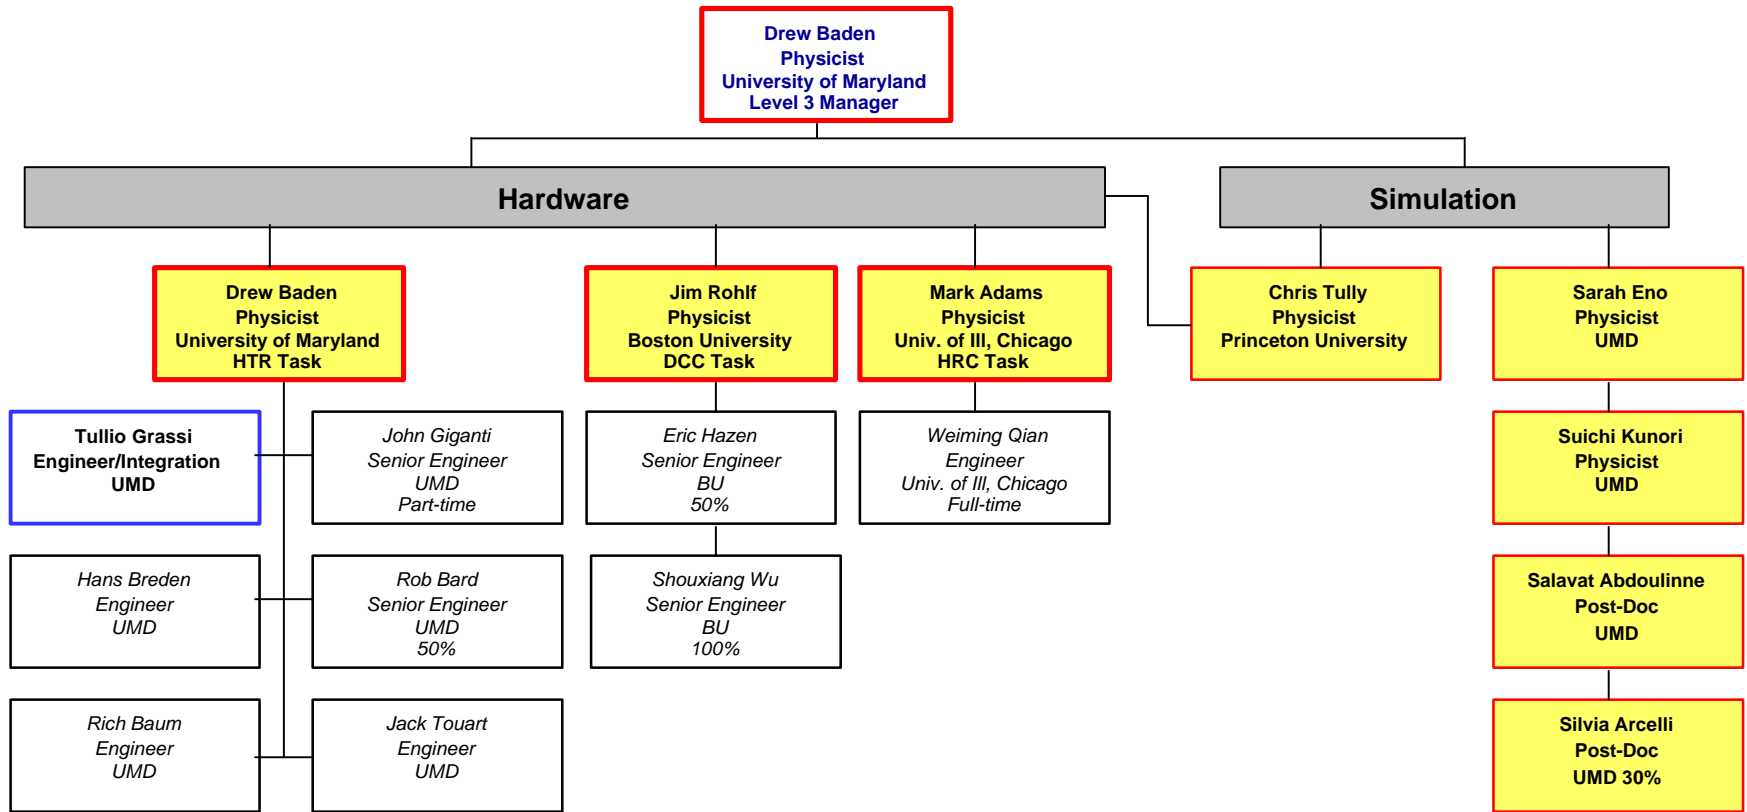 Drew Baden
Physicist
University of Maryland
Level 3 Manager
Hardware
Simulation
Drew Baden
Physicist
University of Maryland
HTR Task
Jim Rohlf
Physicist
Boston University
DCC Task
Mark Adams
Physicist
Univ. of Ill, Chicago
HRC Task
Chris Tully
Physicist
Princeton University
Sarah Eno
Physicist
UMD
Tullio Grassi
Engineer/Integration
UMD
John Giganti
Senior Engineer
UMD
Part-time
Eric Hazen
Senior Engineer
BU
50%
Weiming Qian
Engineer
Univ. of Ill, Chicago
Full-time
Suichi Kunori
Physicist
UMD
Hans Breden
Engineer
UMD
Rob Bard
Senior Engineer
UMD
50%
Shouxiang Wu
Senior Engineer
BU
100%
Salavat Abdoulinne
Post-Doc
UMD
Rich Baum
Engineer
UMD
Jack Touart
Engineer
UMD
Silvia Arcelli
Post-Doc
UMD 30%